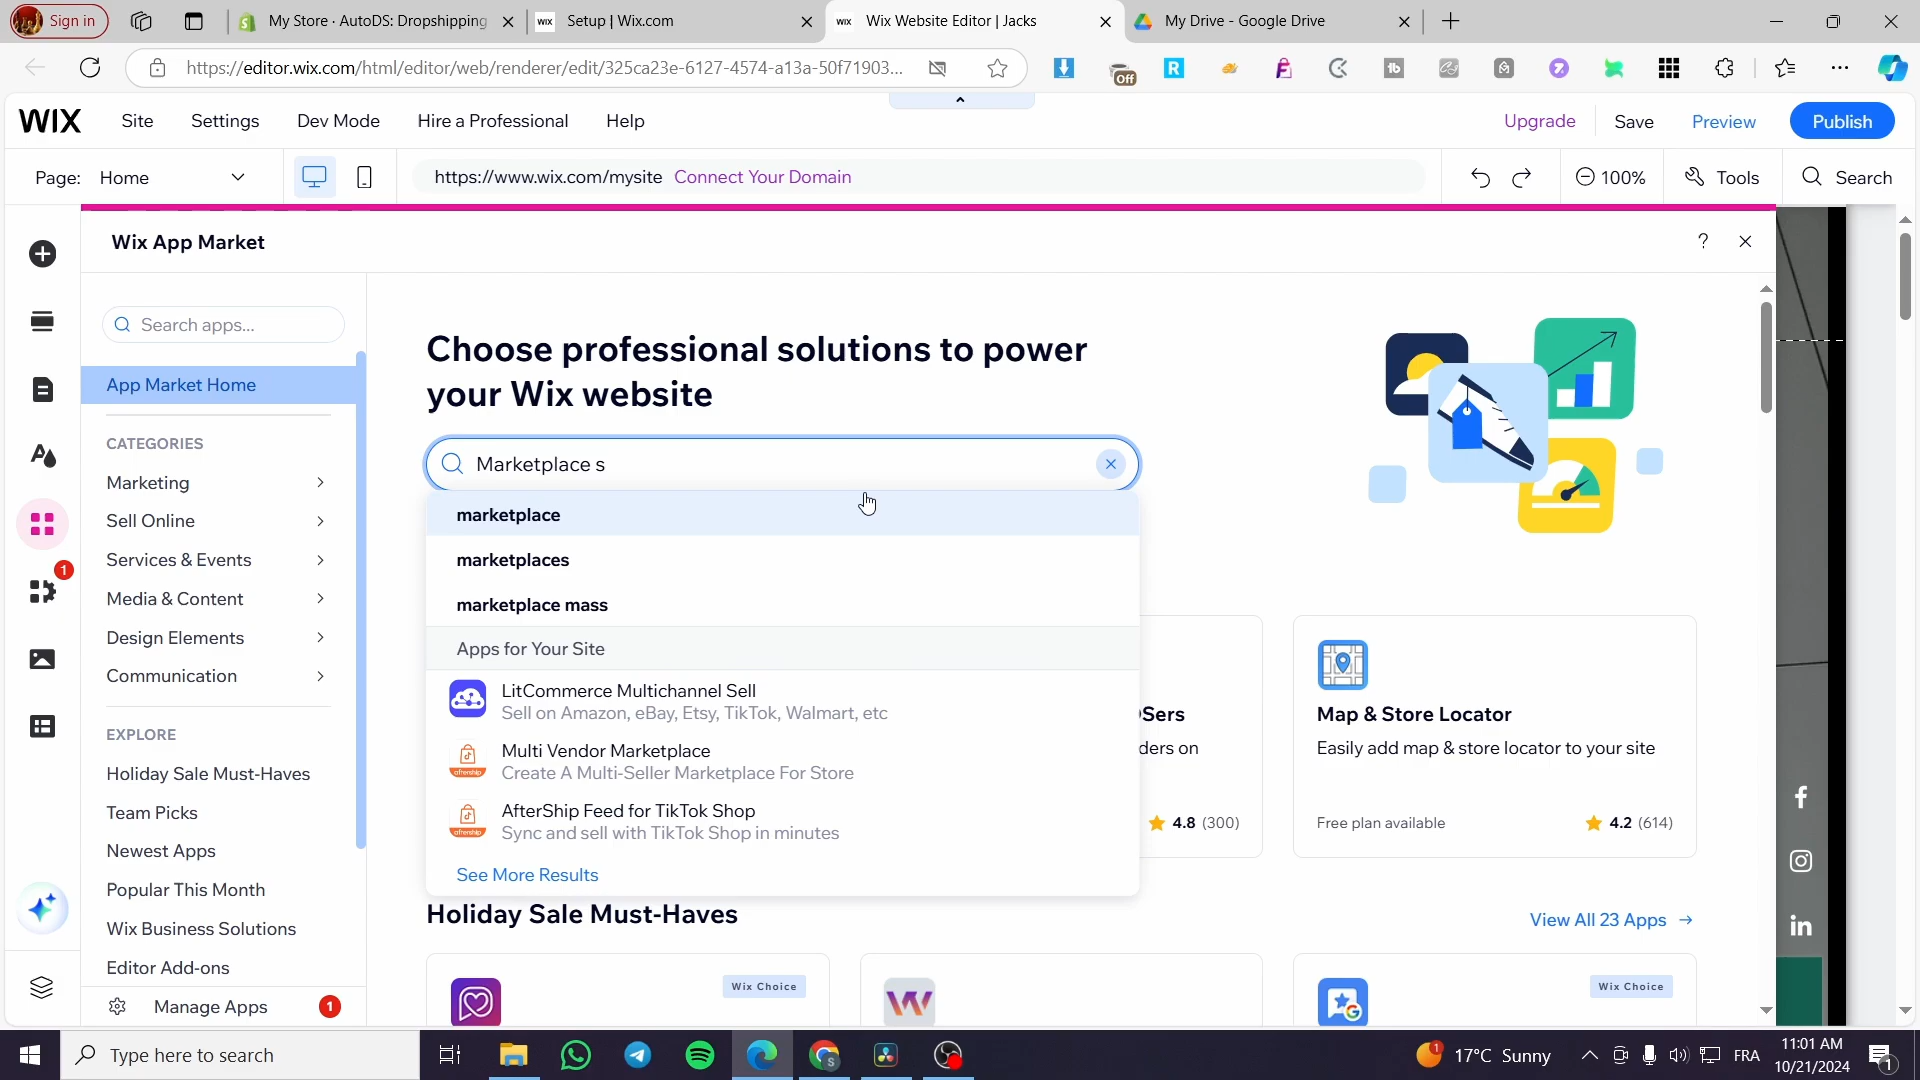 Sign in
My Store · AutoDS: Dropshipping
WIX
Setup | Wix.com
WIX
Wix Website Editor | Jacks
My Drive - Google Drive
https://editor.wix.com/html/editor/web/renderer/edit/325ca23e-6127-4574-a13a-50f71903...
Off
R
1b
WIX
Site
Settings
Dev Mode
Hire a Professional
Help
Upgrade
Save
Preview
Publish
Page:
Home
https://www.wix.com/mysite
Connect Your Domain
100%
Tools
Search
Wix App Market
?
Search apps...
App Market Home
CATEGORIES
Marketing
Sell Online
Services & Events
Media & Content
Design Elements
Communication
EXPLORE
Holiday Sale Must-Haves
Team Picks
Newest Apps
Popular This Month
Wix Business Solutions
Editor Add-ons
Manage Apps
1
1
Choose professional solutions to power
your Wix website
Marketplace s
marketplace
marketplaces
marketplace mass
Apps for Your Site
LitCommerce Multichannel Sell
Sell on Amazon, eBay, Etsy, TikTok, Walmart, etc
Multi Vendor Marketplace
Create A Multi-Seller Marketplace For Store
aftership
AfterShip Feed for TikTok Shop
Sync and sell with TikTok Shop in minutes
aftership
See More Results
Sers
ders on
4.8 (300)
Map & Store Locator
Easily add map & store locator to your site
Free plan available
4.2 (614)
Holiday Sale Must-Haves
View All 23 Apps
Wix Choice
Wix Choice
Type here to search
17°C Sunny
FRA
11:01 AM
10/21/2024
1
1